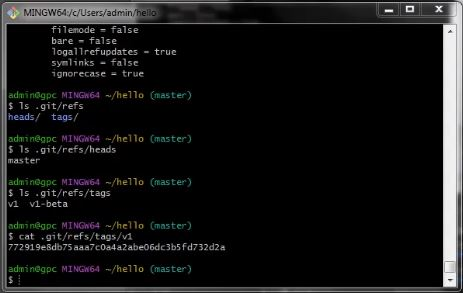 MINGW64:/c/Users/admin/hello
filemode = false
bare = false
logallrefupdates = true
symlinks = false
ignorecase = true
admin@gpc MINGW64 ~/hello (master)
$ ls .git/refs
heads/ tags/
admin@gpc MINGW64 ~/hello (master)
$ ls .git/refs/heads
master
admin@gpc MINGW64 ~/hello (master)
$ ls .git/refs/tags
v1 v1-beta
admin@gpc MINGW64 ~/hello (master)
$ cat .git/refs/tags/v1
772919e8db75aaa7c0a4a2abe06dc3b5fd732d2a
admin@gpc MINGW64 ~/hello (master)
$